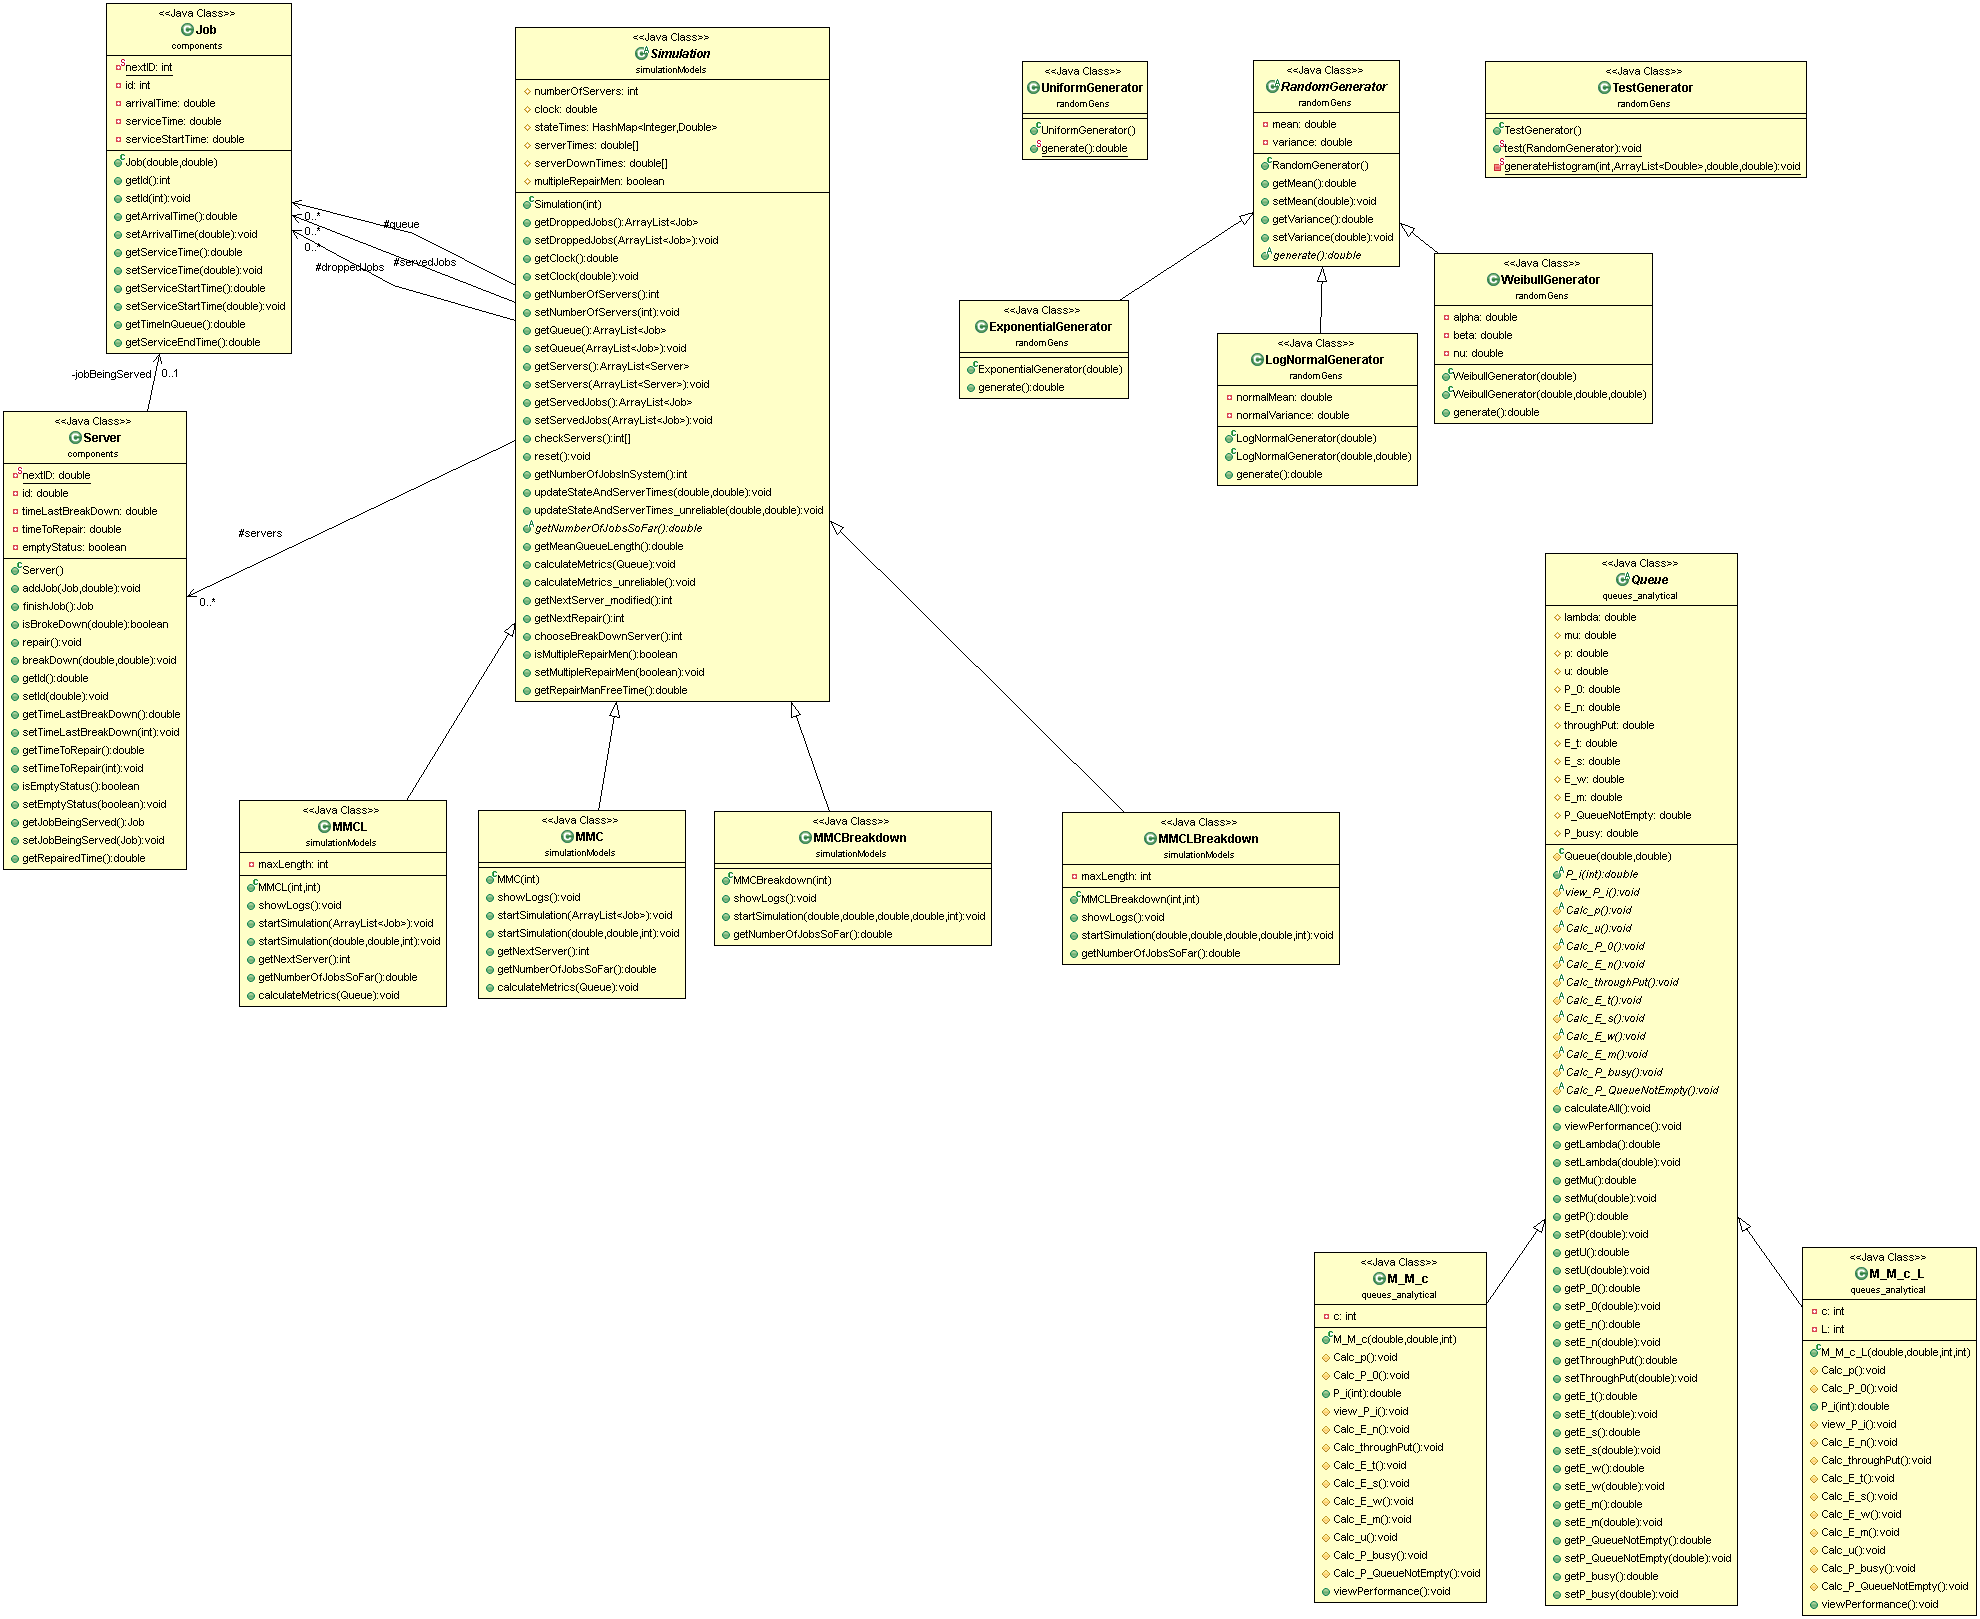 <<Java Class>>
Job
components
nextID: int
id: int
arrivalTime: double
serviceTime: double
serviceStartTime: double
Job(double,double)
getId():int
setId(int):void
getArrivalTime():double
setArrivalTime(double):void
getServiceTime():double
setServiceTime(double):void
getServiceStartTime():double
setServiceStartTime(double):void
getTimeInQueue():double
getServiceEndTime():double
#queue
0..*
#servedJobs
0..*
#droppedJobs
0..*
-jobBeingServed
0..1
<<Java Class>>
Server
components
nextID: double
id: double
timeLastBreakDown: double
timeToRepair: double
emptyStatus: boolean
Server()
addJob(Job,double):void
finishJob():Job
isBrokeDown(double):boolean
repair():void
breakDown(double,double):void
getId():double
setId(double):void
getTimeLastBreakDown():double
setTimeLastBreakDown(int):void
getTimeToRepair():double
setTimeToRepair(int):void
isEmptyStatus():boolean
setEmptyStatus(boolean):void
getJobBeingServed():Job
setJobBeingServed(Job):void
getRepairedTime():double
#servers
0..*
<<Java Class>>
Simulation
simulationModels
numberOfServers: int
clock: double
stateTimes: HashMap<Integer,Double>
serverTimes: double[]
serverDownTimes: double[]
multipleRepairMen: boolean
Simulation(int)
getDroppedJobs():ArrayList<Job>
setDroppedJobs(ArrayList<Job>):void
getClock():double
setClock(double):void
getNumberOfServers():int
setNumberOfServers(int):void
getQueue():ArrayList<Job>
setQueue(ArrayList<Job>):void
getServers():ArrayList<Server>
setServers(ArrayList<Server>):void
getServedJobs():ArrayList<Job>
setServedJobs(ArrayList<Job>):void
checkServers():int[]
reset():void
getNumberOfJobsInSystem():int
updateStateAndServerTimes(double,double):void
updateStateAndServerTimes_unreliable(double,double):void
getNumberOfJobsSoFar():double
getMeanQueueLength():double
calculateMetrics(Queue):void
calculateMetrics_unreliable():void
getNextServer_modified():int
getNextRepair():int
chooseBreakDownServer():int
isMultipleRepairMen():boolean
setMultipleRepairMen(boolean):void
getRepairManFreeTime():double
<<Java Class>>
MMCL
simulationModels
maxLength: int
MMCL(int,int)
showLogs():void
startSimulation(ArrayList<Job>):void
startSimulation(double,double,int):void
getNextServer():int
getNumberOfJobsSoFar():double
calculateMetrics(Queue):void
<<Java Class>>
MMC
simulationModels
MMC(int)
showLogs():void
startSimulation(ArrayList<Job>):void
startSimulation(double,double,int):void
getNextServer():int
getNumberOfJobsSoFar():double
calculateMetrics(Queue):void
<<Java Class>>
MMCBreakdown
simulationModels
MMCBreakdown(int)
showLogs():void
startSimulation(double,double,double,double,int):void
getNumberOfJobsSoFar():double
<<Java Class>>
MMCLBreakdown
simulationModels
maxLength: int
MMCLBreakdown(int,int)
showLogs():void
startSimulation(double,double,double,double,int):void
getNumberOfJobsSoFar():double
<<Java Class>>
UniformGenerator
randomGens
UniformGenerator()
generate():double
<<Java Class>>
RandomGenerator
randomGens
mean: double
variance: double
RandomGenerator()
getMean():double
setMean(double):void
getVariance():double
setVariance(double):void
generate():double
<<Java Class>>
TestGenerator
randomGens
TestGenerator()
test(RandomGenerator):void
generateHistogram(int,ArrayList<Double>,double,double):void
<<Java Class>>
ExponentialGenerator
randomGens
ExponentialGenerator(double)
generate():double
<<Java Class>>
LogNormalGenerator
randomGens
normalMean: double
normalVariance: double
LogNormalGenerator(double)
LogNormalGenerator(double,double)
generate():double
<<Java Class>>
WeibullGenerator
randomGens
alpha: double
beta: double
nu: double
WeibullGenerator(double)
WeibullGenerator(double,double,double)
generate():double
<<Java Class>>
Queue
queues_analytical
lambda: double
mu: double
p: double
u: double
P_0: double
E_n: double
throughPut: double
E_t: double
E_s: double
E_w: double
E_m: double
P_QueueNotEmpty: double
P_busy: double
Queue(double,double)
P_i(int):double
view_P_i():void
Calc_p():void
Calc_u():void
Calc_P_0():void
Calc_E_n():void
Calc_throughPut():void
Calc_E_t():void
Calc_E_s():void
Calc_E_w():void
Calc_E_m():void
Calc_P_busy():void
Calc_P_QueueNotEmpty():void
calculateAll():void
viewPerformance():void
getLambda():double
setLambda(double):void
getMu():double
setMu(double):void
getP():double
setP(double):void
getU():double
setU(double):void
getP_0():double
setP_0(double):void
getE_n():double
setE_n(double):void
getThroughPut():double
setThroughPut(double):void
getE_t():double
setE_t(double):void
getE_s():double
setE_s(double):void
getE_w():double
setE_w(double):void
getE_m():double
setE_m(double):void
getP_QueueNotEmpty():double
setP_QueueNotEmpty(double):void
getP_busy():double
setP_busy(double):void
<<Java Class>>
M_M_c
queues_analytical
c: int
M_M_c(double,double,int)
Calc_p():void
Calc_P_0():void
P_i(int):double
view_P_i():void
Calc_E_n():void
Calc_throughPut():void
Calc_E_t():void
Calc_E_s():void
Calc_E_w():void
Calc_E_m():void
Calc_u():void
Calc_P_busy():void
Calc_P_QueueNotEmpty():void
viewPerformance():void
<<Java Class>>
M_M_c_L
queues_analytical
c: int
L: int
M_M_c_L(double,double,int,int)
Calc_p():void
Calc_P_0():void
P_i(int):double
view_P_i():void
Calc_E_n():void
Calc_throughPut():void
Calc_E_t():void
Calc_E_s():void
Calc_E_w():void
Calc_E_m():void
Calc_u():void
Calc_P_busy():void
Calc_P_QueueNotEmpty():void
viewPerformance():void